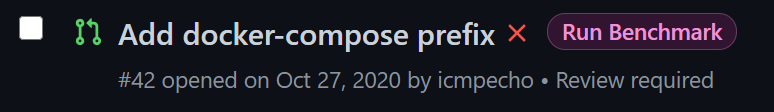 Add docker-compose prefix Run Benchmark
#42 opened on Oct 27, 2020 by icmpecho • Review required